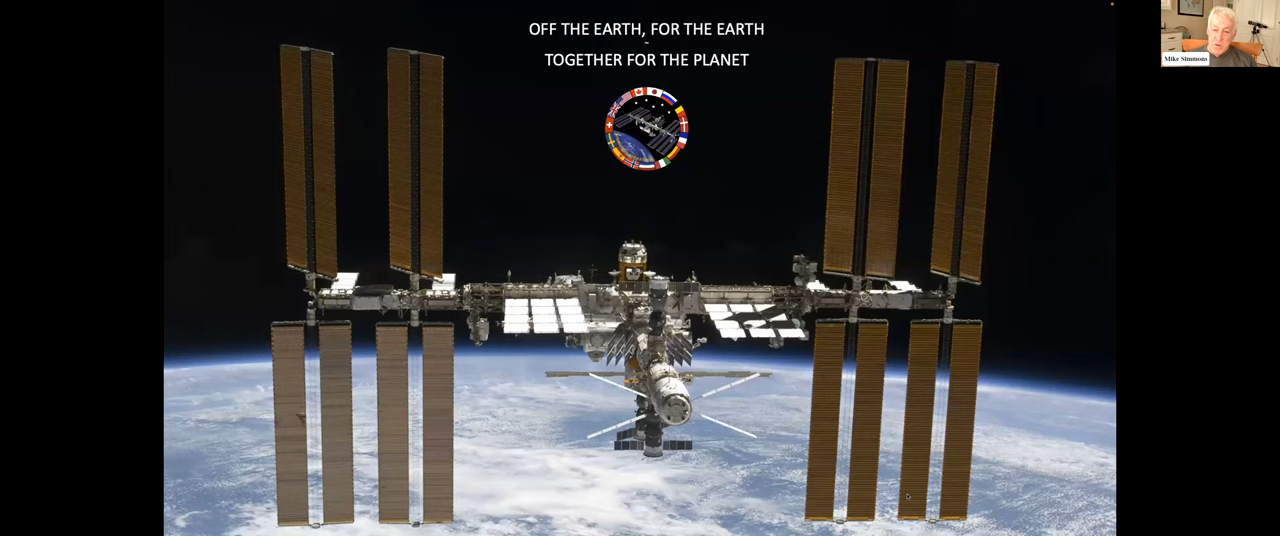 OFF THE EARTH, FOR THE EARTH
~
TOGETHER FOR THE PLANET
Mike Simmons